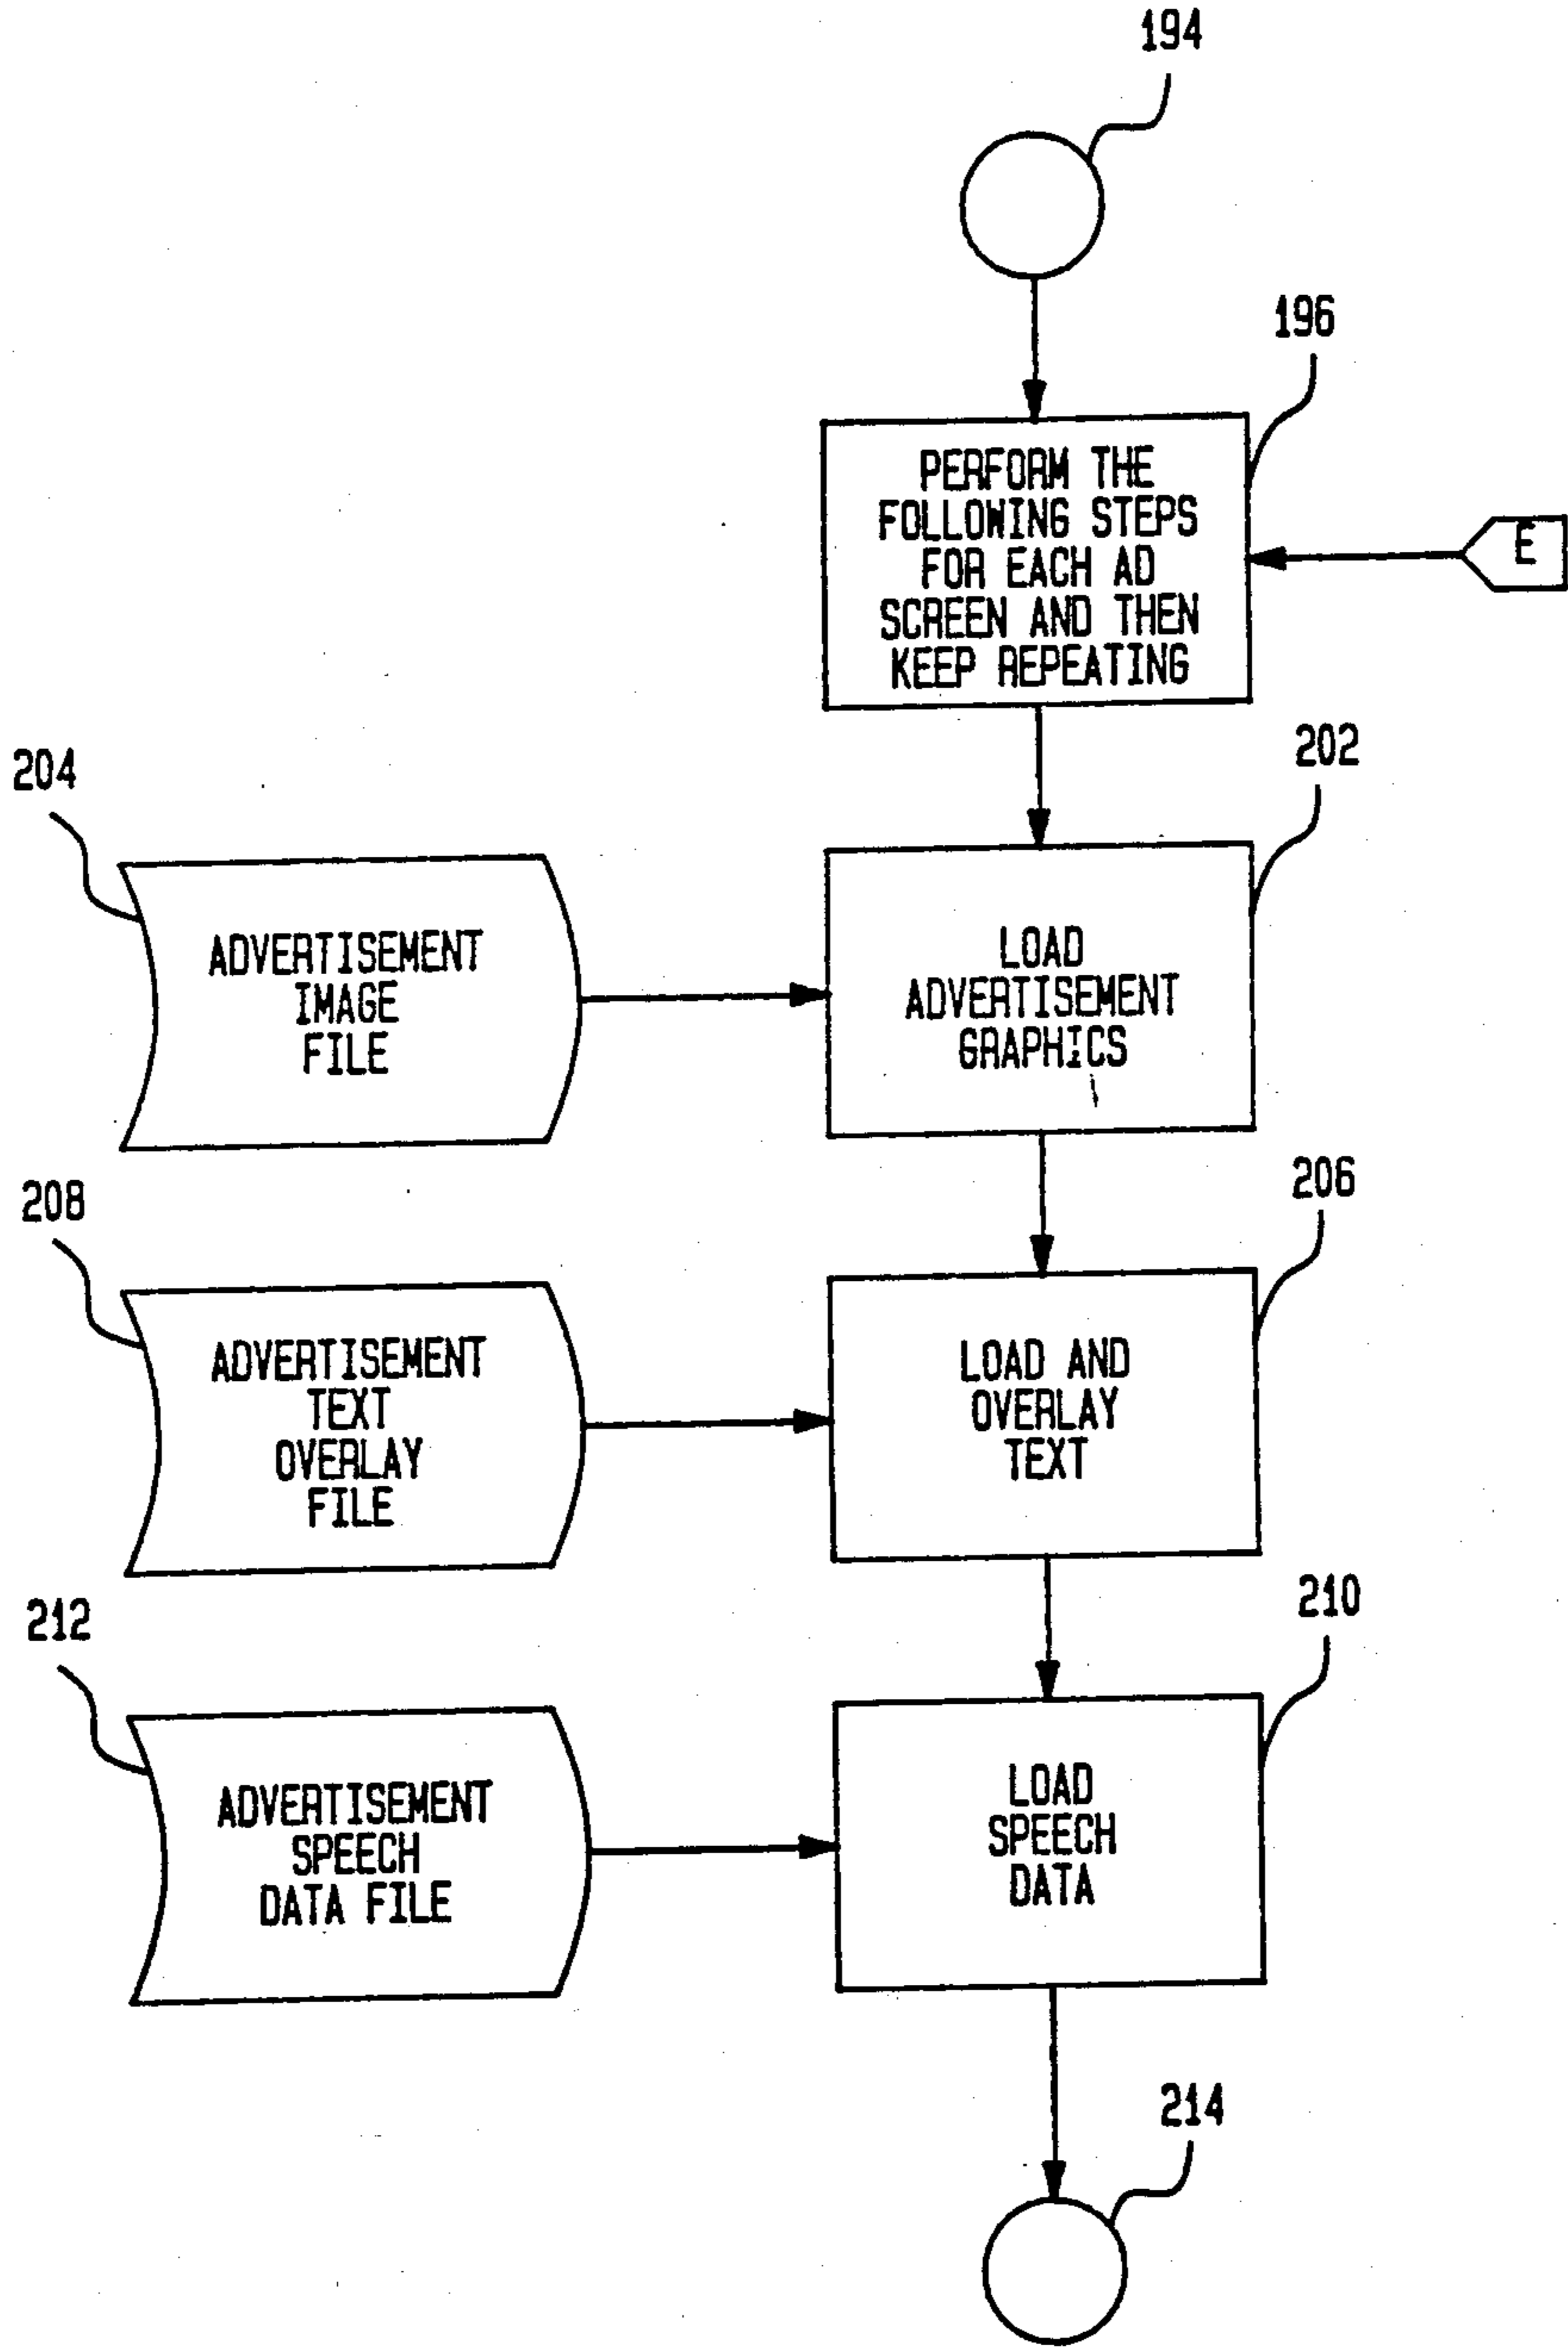 194
196
PERFORM THE
FOLLOWING STEPS
FOR EACH AD
SCREEN AND THEN
KEEP REPEATING
E
204
ADVERTISEMENT
IMAGE
FILE
202
LOAD
ADVERTISEMENT
GRAPHICS
208
ADVERTISEMENT
TEXT
OVERLAY
FILE
206
LOAD AND
OVERLAY
TEXT
212
ADVERTISEMENT
SPEECH
DATA FILE
210
LOAD
SPEECH
DATA
214